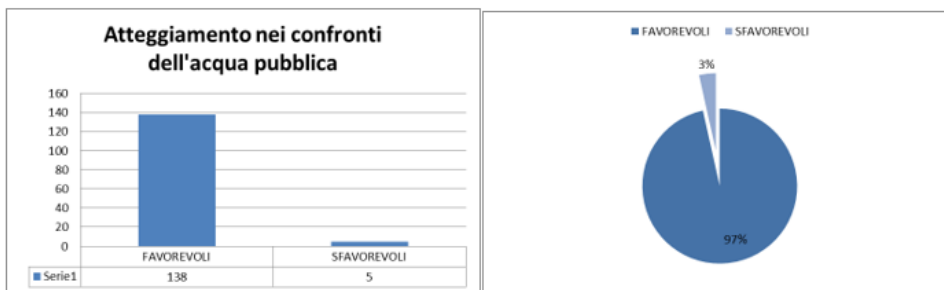 Atteggiamento nei confronti
dell'acqua pubblica
160
140
120
100
80
60
40
20
0
FAVOREVOLI SFAVOREVOLI
Serie1 138 5
FAVOREVOLI SFAVOREVOLI
3%
97%